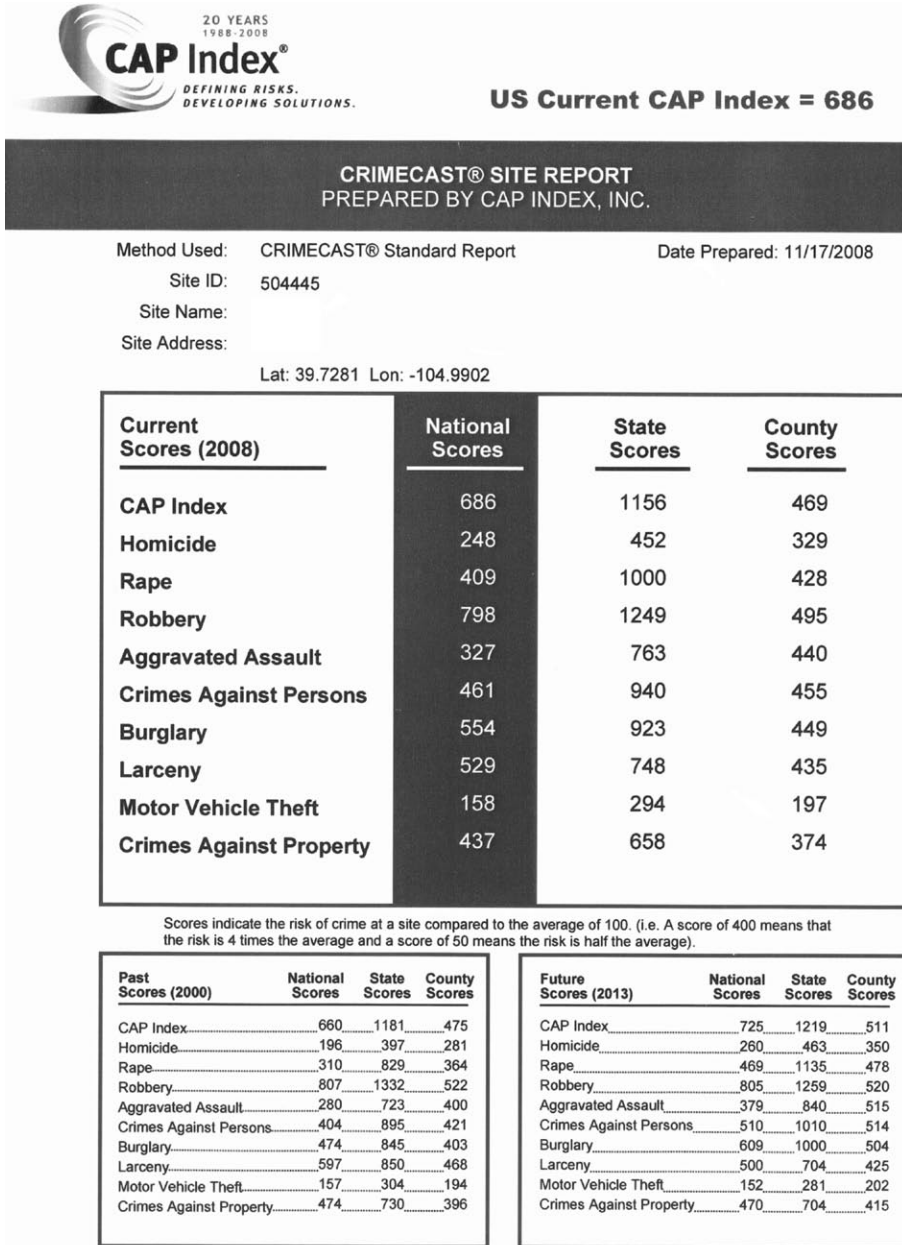 20 YEARS
1988-2008
CAP Index®
DEFINING RISKS.
DEVELOPING SOLUTIONS.
US Current CAP Index = 686
CRIMECAST® SITE REPORT
PREPARED BY CAP INDEX, INC.
Method Used: CRIMECAST® Standard Report Date Prepared: 11/17/2008
Site ID: 504445
Site Name:
Site Address:
Lat: 39.7281 Lon: -104.9902
Current National State County
Scores (2008) Scores Scores Scores
CAP Index 686 1156 469
Homicide 248 452 329
Rape 409 1000 428
Robbery 798 1249 495
Aggravated Assault 327 763 440
Crimes Against Persons 461 940 455
Burglary 554 923 449
Larceny 529 748 435
Motor Vehicle Theft 158 294 197
Crimes Against Property 437 658 374
Scores indicate the risk of crime at a site compared to the average of 100. (i.e. A score of 400 means that
the risk is 4 times the average and a score of 50 means the risk is half the average).
Past National State County
Scores (2000) Scores Scores Scores
CAP Index 660 1181 475
Homicide 196 397 281
Rape 310 829 364
Robbery 807 1332 522
Aggravated Assault 280 723 400
Crimes Against Persons 404 895 421
Burglary 474 845 403
Larceny 597 850 468
Motor Vehicle Theft 157 304 194
Crimes Against Property 474 730 396
Future National State County
Scores (2013) Scores Scores Scores
CAP Index 725 1219 511
Homicide 260 463 350
Rape 469 1135 478
Robbery 805 1259 520
Aggravated Assault 379 840 515
Crimes Against Persons 510 1010 514
Burglary 609 1000 504
Larceny 500 704 425
Motor Vehicle Theft 152 281 202
Crimes Against Property 470 704 415